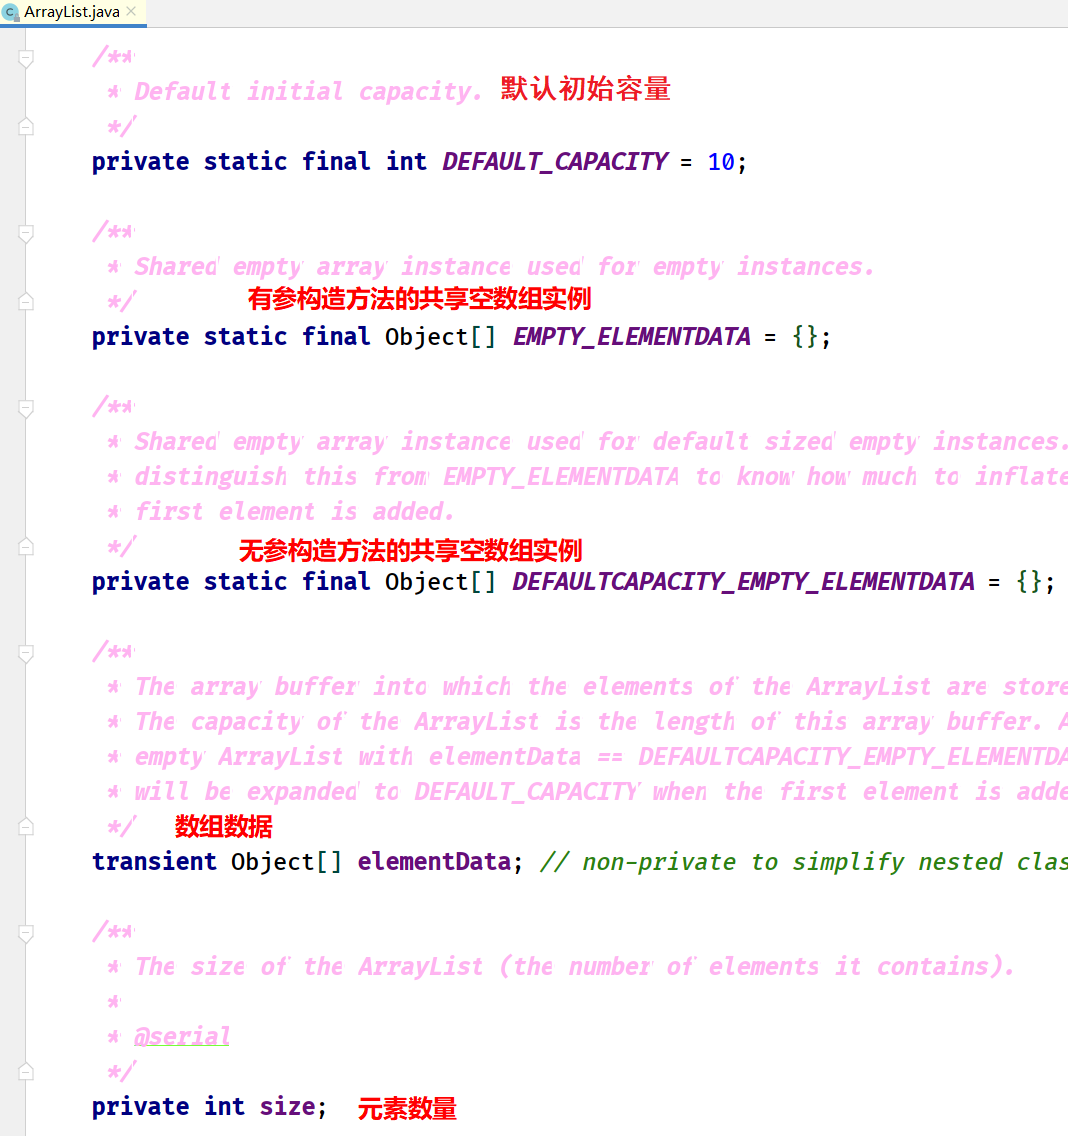 ArrayList.java
/**
* Default initial capacity. 默认初始容量
*/
private static final int DEFAULT_CAPACITY = 10;
/**
* Shared empty array instance used for empty instances.
*/ 有参构造方法的共享空数组实例
private static final Object[] EMPTY_ELEMENTDATA = {};
/**
* Shared empty array instance used for default sized empty instances.
* distinguish this from EMPTY_ELEMENTDATA to know how much to inflate
* first element is added.
*/ 无参构造方法的共享空数组实例
private static final Object[] DEFAULTCAPACITY_EMPTY_ELEMENTDATA = {};
/**
* The array buffer into which the elements of the ArrayList are store
* The capacity of the ArrayList is the length of this array buffer. A
* empty ArrayList with elementData == DEFAULTCAPACITY_EMPTY_ELEMENTDA
* will be expanded to DEFAULT_CAPACITY when the first element is adde
*/ 数组数据
transient Object[] elementData; // non-private to simplify nested clas
/**
* The size of the ArrayList (the number of elements it contains).
*
* @serial
*/
private int size; 元素数量